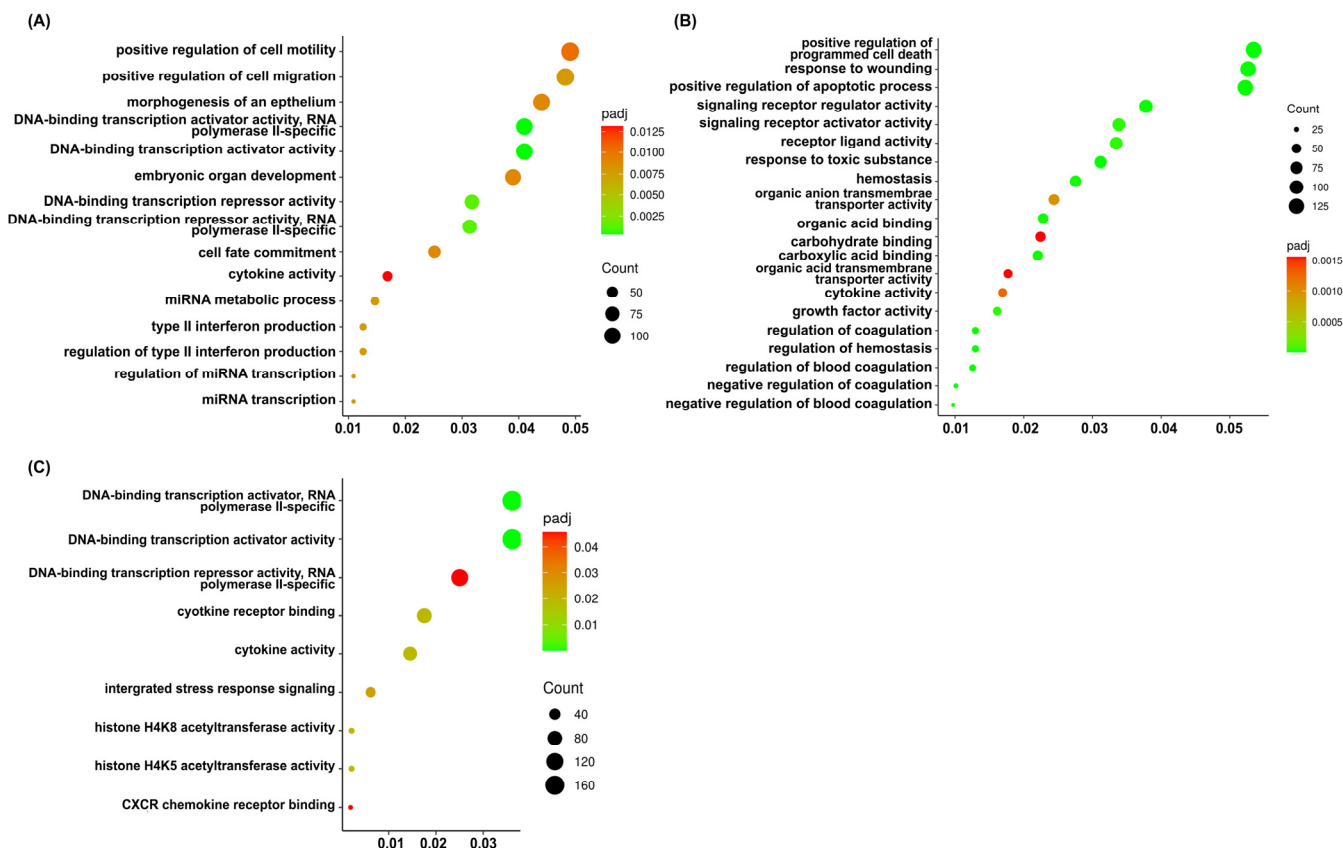 (A)
positive regulation of cell motility
positive regulation of cell migration
morphogenesis of an epthelium
DNA-binding transcription activator activity, RNA
polymerase II-specific
DNA-binding transcription activator activity
embryonic organ development
DNA-binding transcription repressor activity
DNA-binding transcription repressor activity, RNA
polymerase II-specific
cell fate commitment
cytokine activity
miRNA metabolic process
type II interferon production
regulation of type II interferon production
regulation of miRNA transcription
miRNA transcription
0.01 0.02 0.03 0.04 0.05
padj
0.0125
0.0100
0.0075
0.0050
0.0025
Count
50
75
100
(B)
positive regulation of
programmed cell death
response to wounding
positive regulation of apoptotic process
signaling receptor regulator activity
signaling receptor activator activity
receptor ligand activity
response to toxic substance
hemostasis
organic anion transmembrae
transporter activity
organic acid binding
carbohydrate binding
carboxylic acid binding
organic acid transmembrane
transporter activity
cytokine activity
growth factor activity
regulation of coagulation
regulation of hemostasis
regulation of blood coagulation
negative regulation of coagulation
negative regulation of blood coagulation
0.01 0.02 0.03 0.04 0.05
Count
25
50
75
100
125
padj
0.0015
0.0010
0.0005
(C)
DNA-binding transcription activator, RNA
polymerase II-specific
DNA-binding transcription activator activity
DNA-binding transcription repressor activity, RNA
polymerase II-specific
cyotkine receptor binding
cytokine activity
intergrated stress response signaling
histone H4K8 acetyltransferase activity
histone H4K5 acetyltransferase activity
CXCR chemokine receptor binding
0.01 0.02 0.03
padj
0.04
0.03
0.02
0.01
Count
40
80
120
160